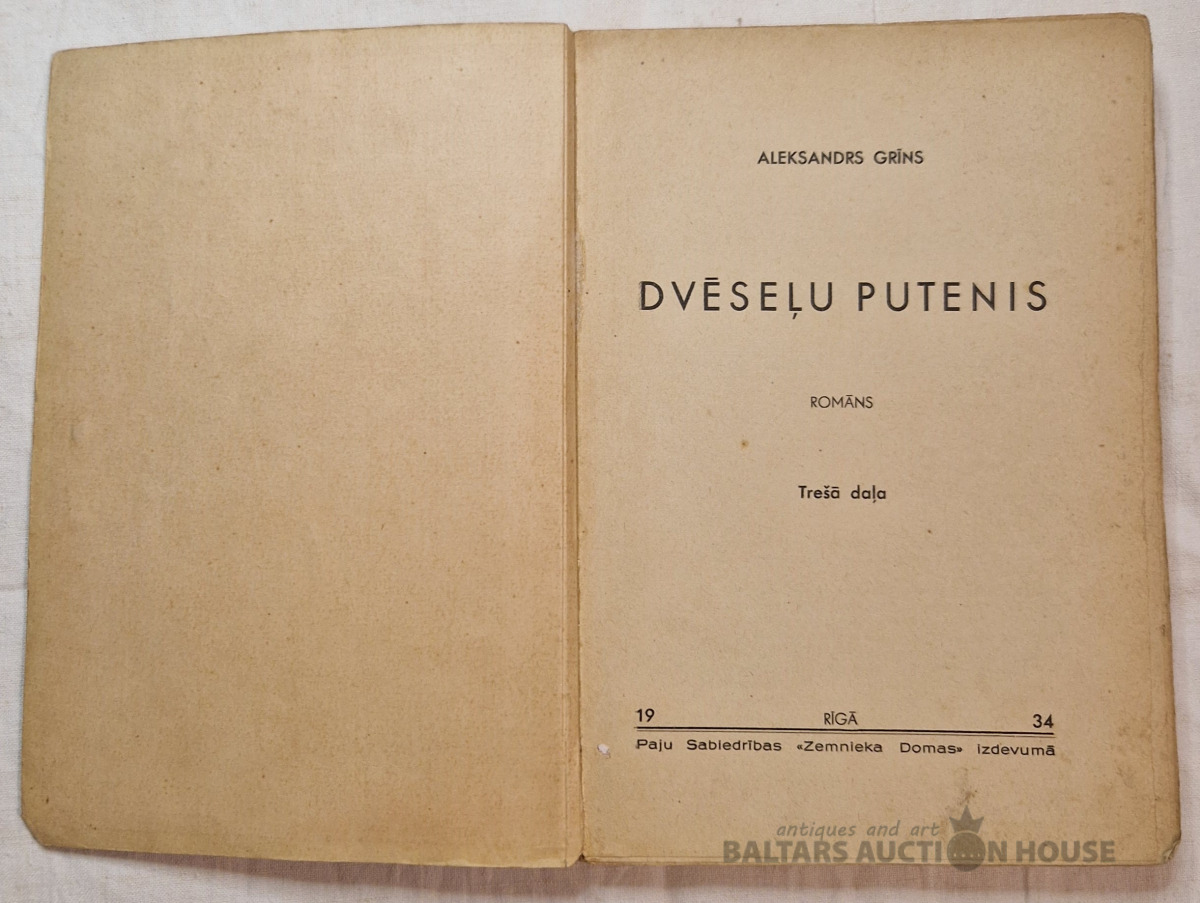 ALEKSANDRS GRĪNS
DVĒSEĻU PUTENIS
ROMĀNS
Trešā daļa
19 RĪGĀ 34
Paju Sabiedrības «Zemnieka Domas» izdevumā
antiques and art
BALTARS AUCTION HOUSE